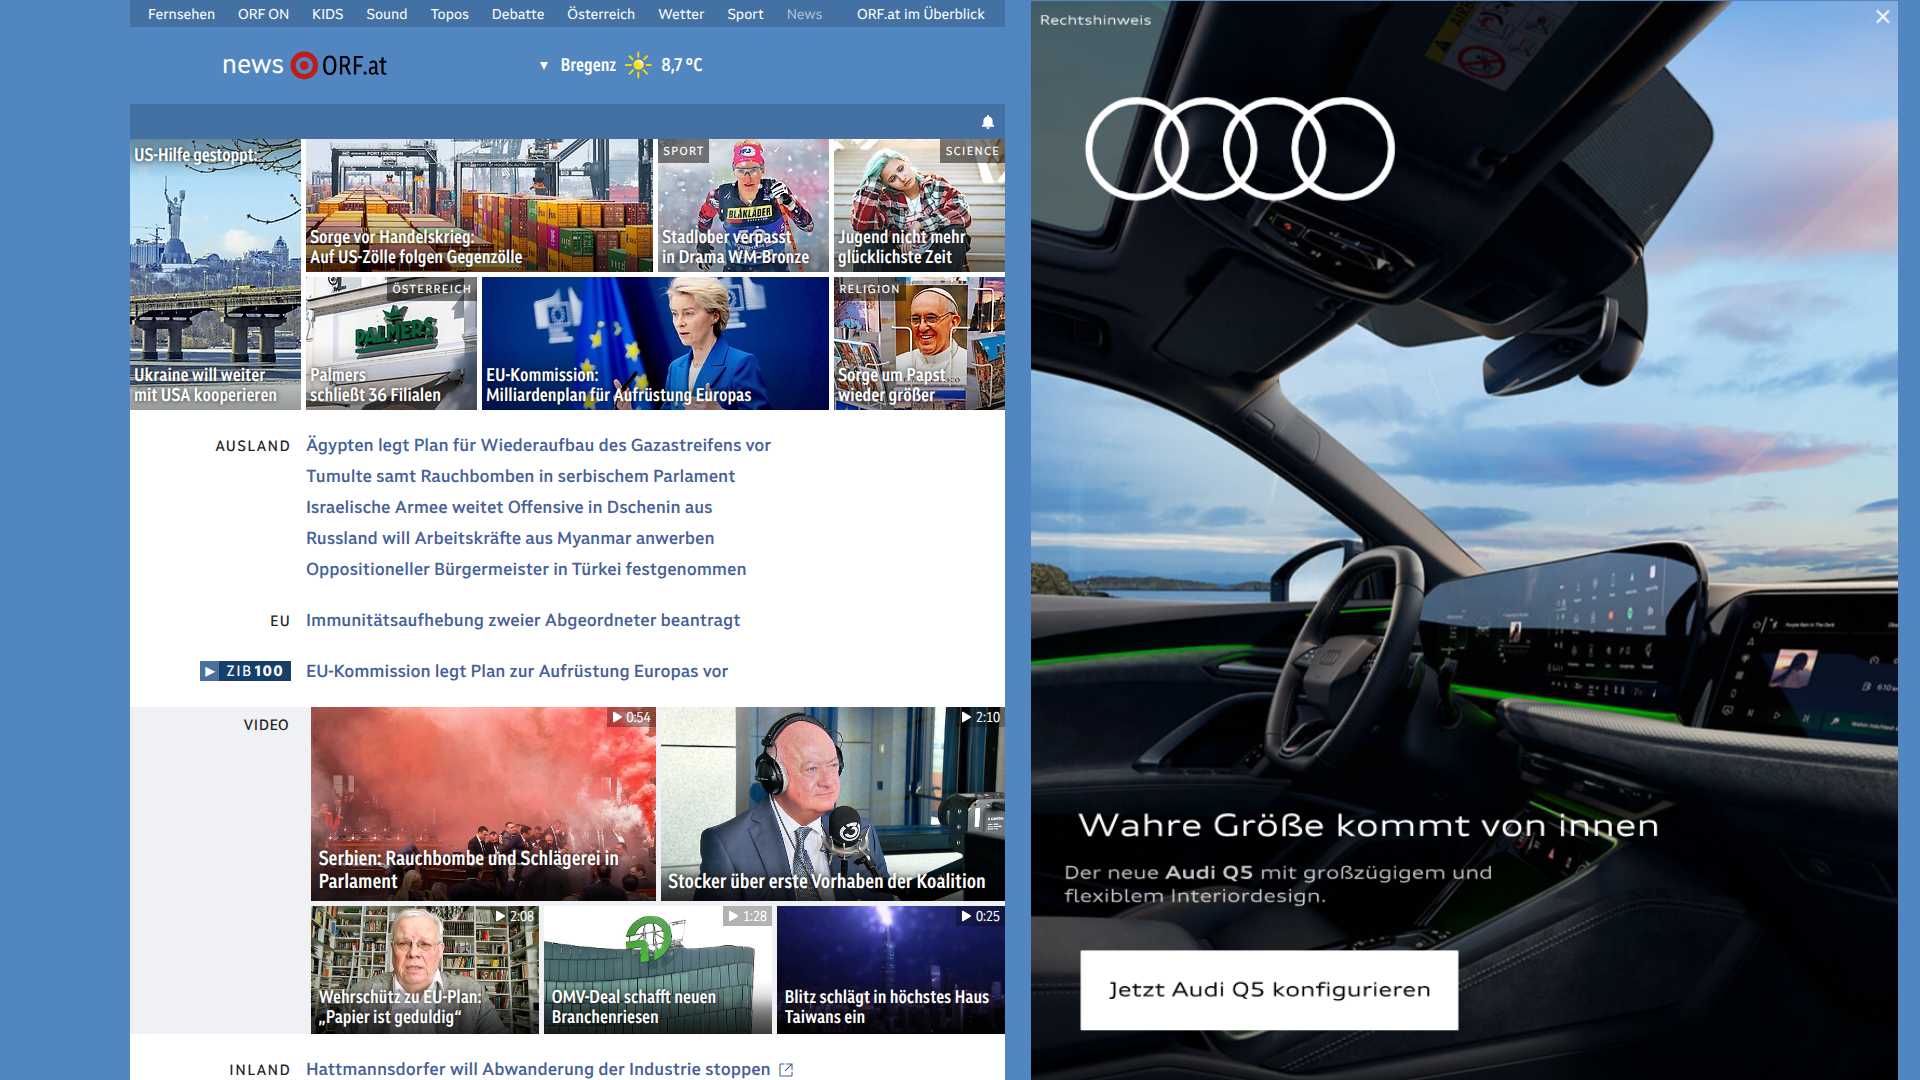 Fernsehen ORF ON KIDS Sound Topos Debatte Österreich Wetter Sport News ORF.at im Überblick
news ORF.at
Bregenz 8,7 °C
US-Hilfe gestoppt:
Ukraine will weiter
mit USA kooperieren
Sorge vor Handelskrieg:
Auf US-Zölle folgen Gegenzölle
SPORT
BLÅKLÄDER
Stadlober verpasst
in Drama WM-Bronze
SCIENCE
Jugend nicht mehr
glücklichste Zeit
ÖSTERREICH
PALMERS
Palmers
schließt 36 Filialen
EU-Kommission:
Milliardenplan für Aufrüstung Europas
RELIGION
Sorge um Papst
wieder größer
AUSLAND
Ägypten legt Plan für Wiederaufbau des Gazastreifens vor
Tumulte samt Rauchbomben in serbischem Parlament
Israelische Armee weitet Offensive in Dschenin aus
Russland will Arbeitskräfte aus Myanmar anwerben
Oppositioneller Bürgermeister in Türkei festgenommen
EU
Immunitätsaufhebung zweier Abgeordneter beantragt
ZIB100
EU-Kommission legt Plan zur Aufrüstung Europas vor
VIDEO
0:54
Serbien: Rauchbombe und Schlägerei in
Parlament
2:10
Stocker über erste Vorhaben der Koalition
2:08
Wehrschütz zu EU-Plan:
„Papier ist geduldig“
1:28
OMV-Deal schafft neuen
Branchenriesen
0:25
Blitz schlägt in höchstes Haus
Taiwans ein
INLAND
Hattmannsdorfer will Abwanderung der Industrie stoppen
Rechtshinweis
Wahre Größe kommt von innen
Der neue Audi Q5 mit großzügigem und
flexiblem Interiordesign.
Jetzt Audi Q5 konfigurieren